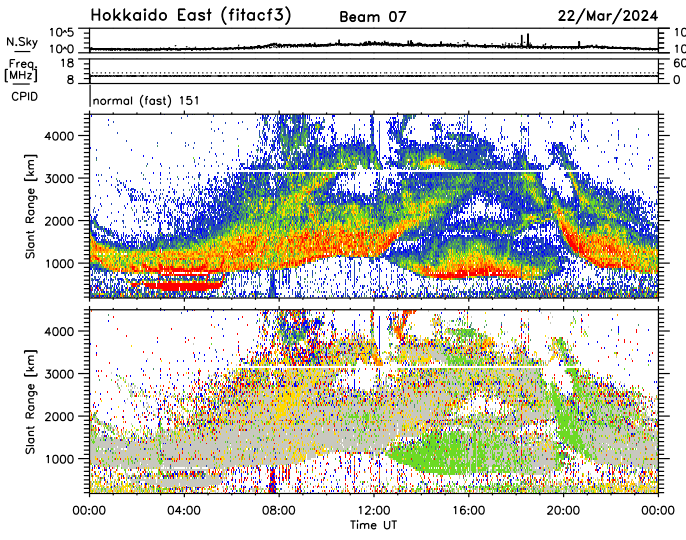 Hokkaido East (fitacf3) Beam 07 22/Mar/2024
N.Sky 10^5 10^0 10 10
Freq. [MHz] 18 8 60 0
CPID normal (fast) 151
Slant Range [km] 4000 3000 2000 1000
Slant Range [km] 4000 3000 2000 1000
00:00 04:00 08:00 12:00 16:00 20:00 00:00
Time UT